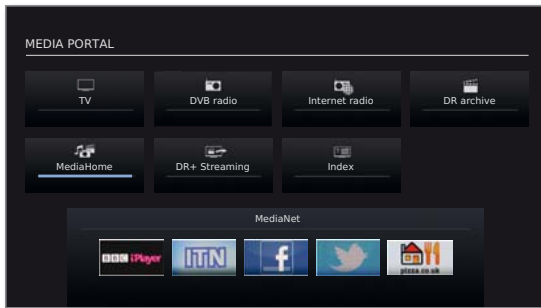 MEDIA PORTAL
TV
DVB radio
Internet radio
DR archive
MediaHome
DR+ Streaming
Index
MediaNet
BBC iPlayer
ITN
f
pizza.co.uk